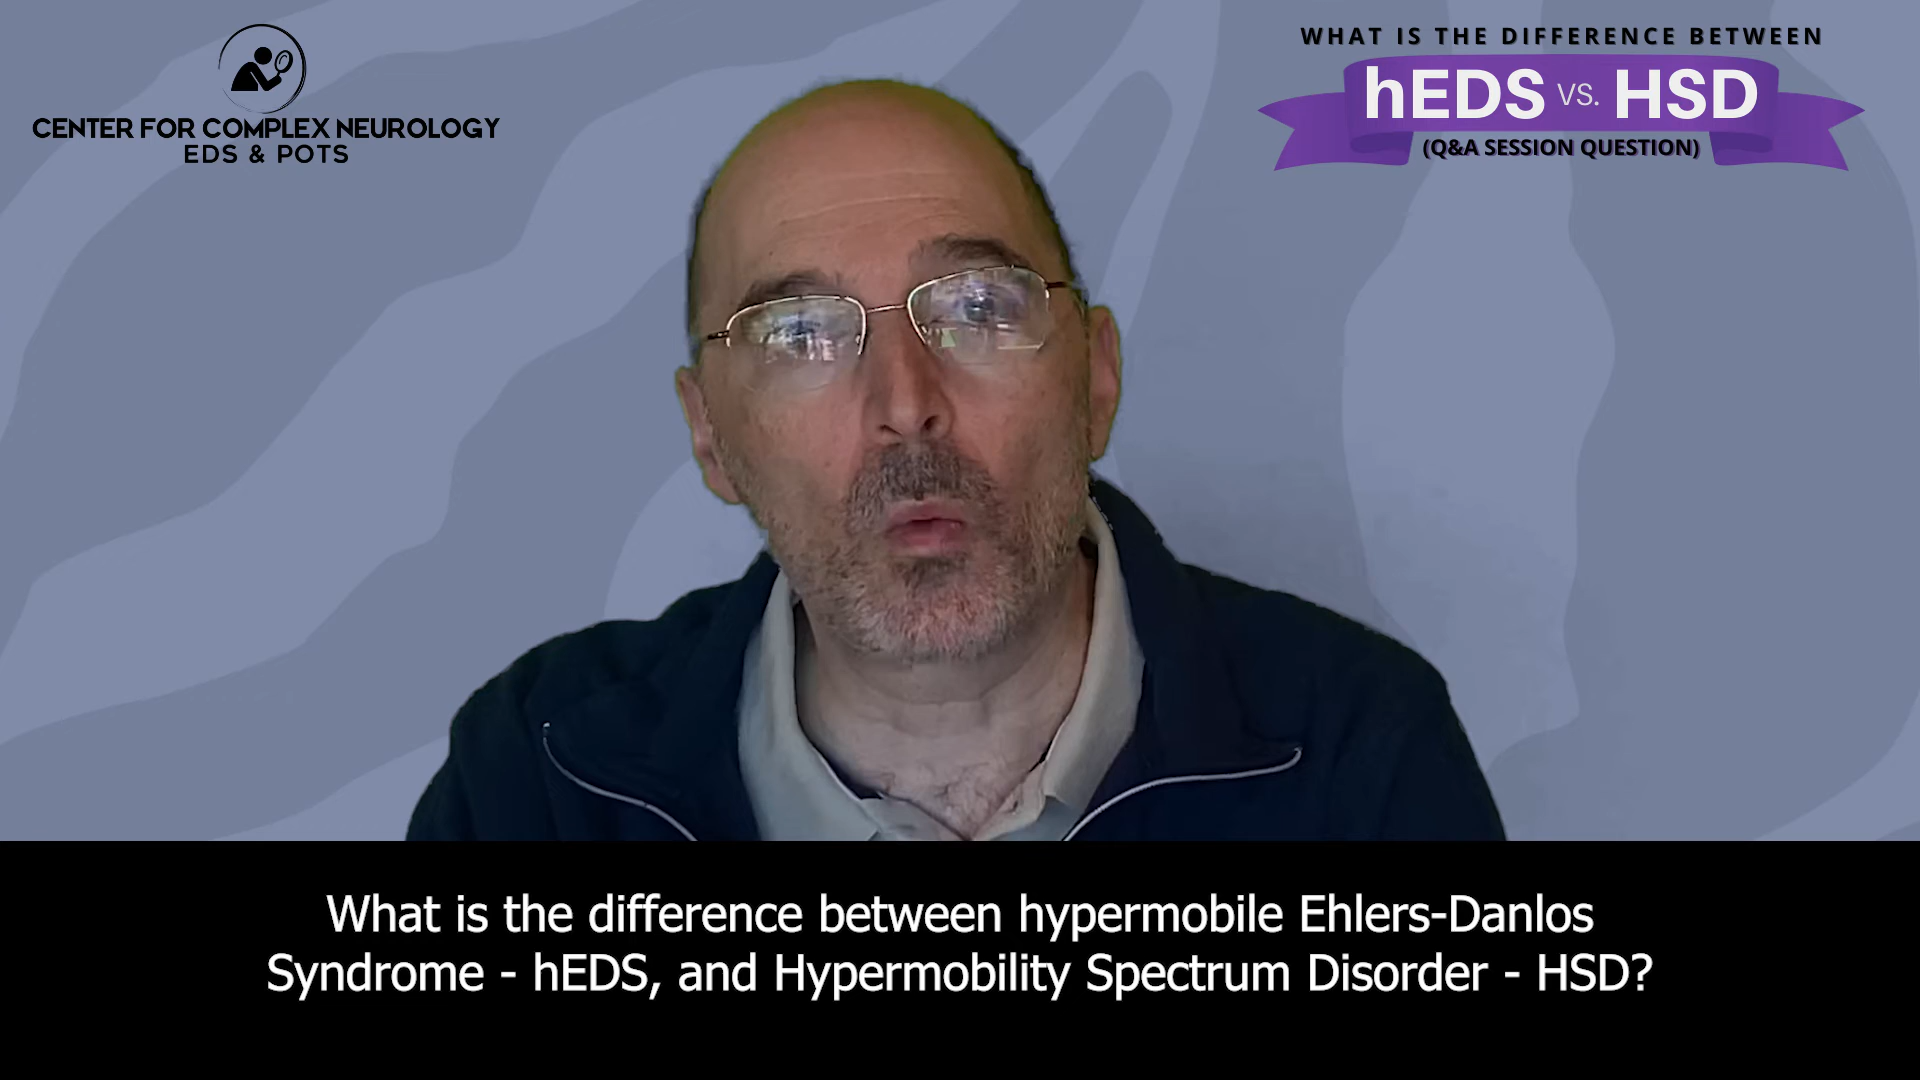 CENTER FOR COMPLEX NEUROLOGY
EDS & POTS
WHAT IS THE DIFFERENCE BETWEEN
hEDS VS. HSD
(Q&A SESSION QUESTION)
What is the difference between hypermobile Ehlers-Danlos
Syndrome - hEDS, and Hypermobility Spectrum Disorder - HSD?